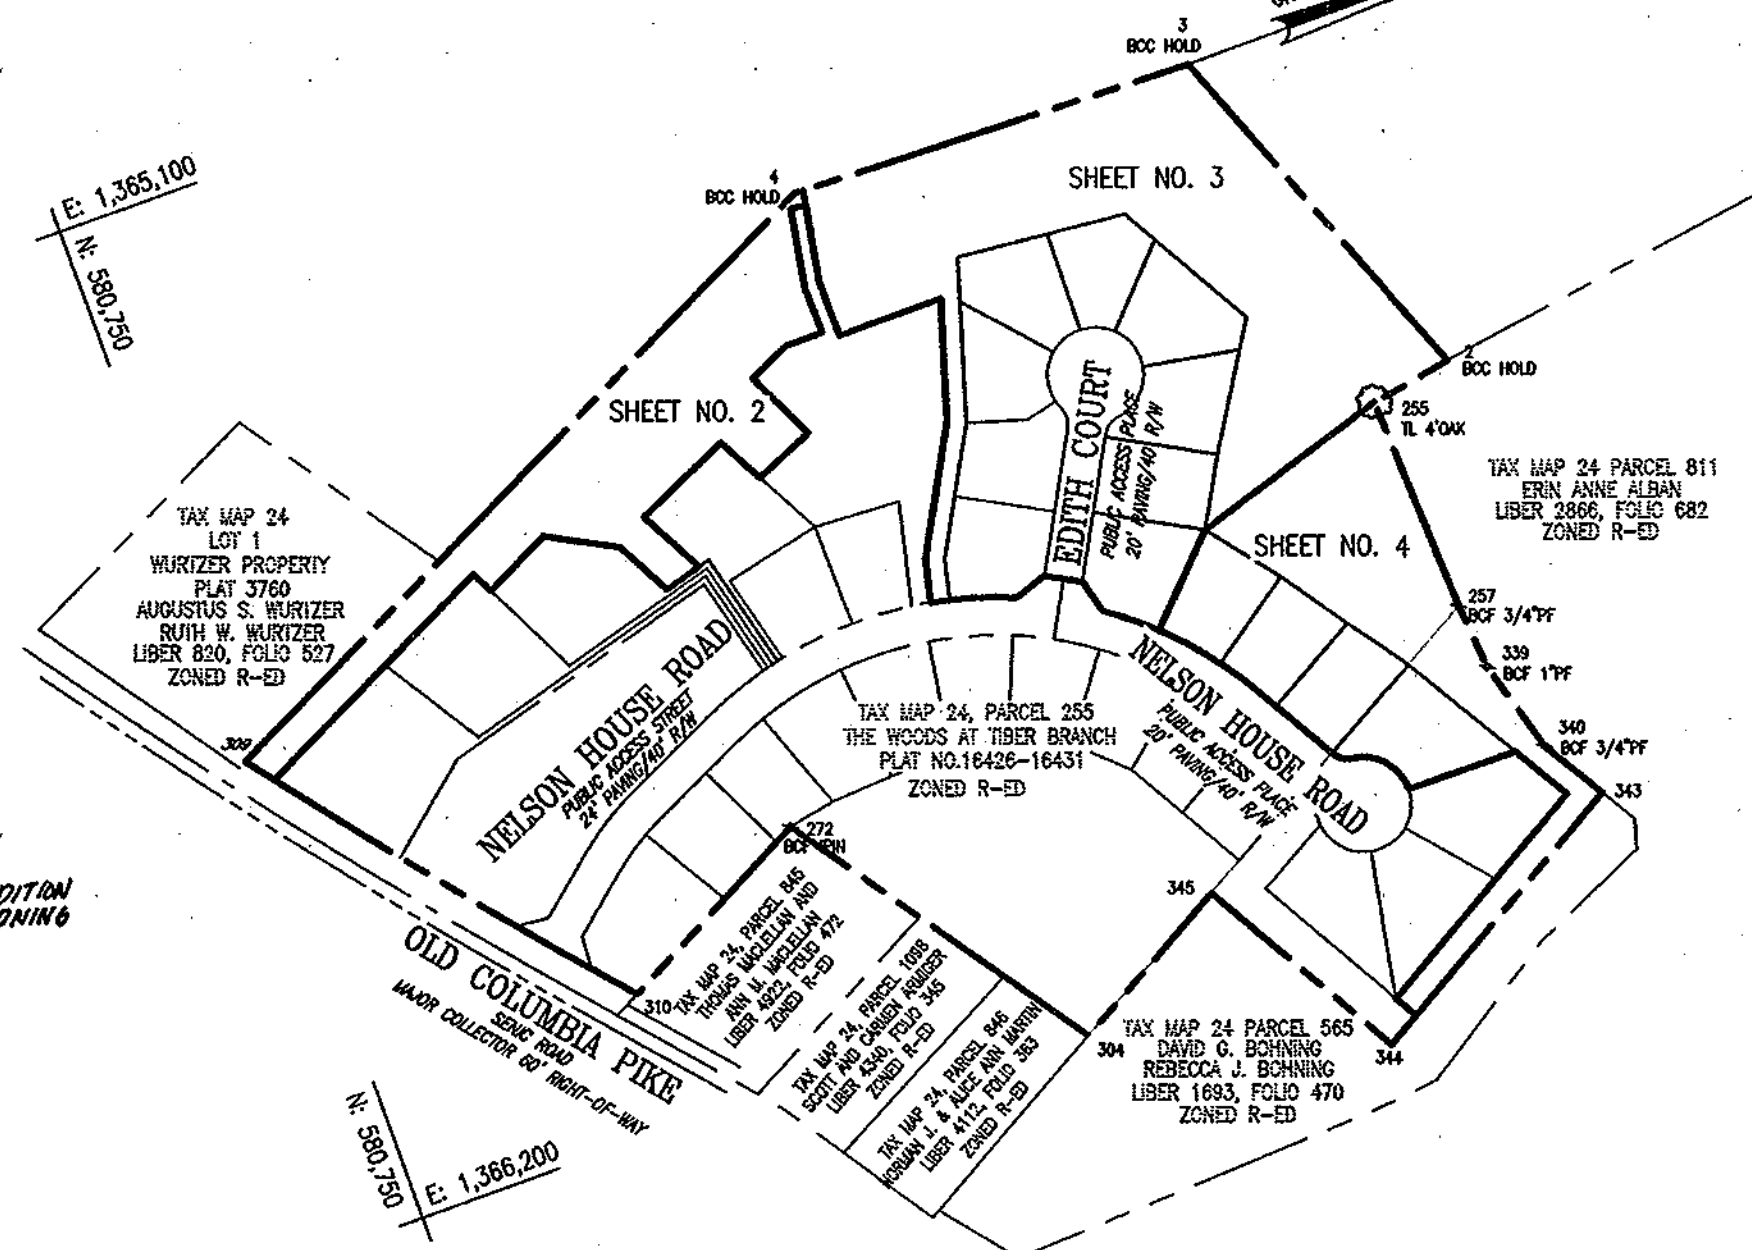 3
BCC HOLD
SHEET NO. 3
4
BCC HOLD
E: 1,365,100
N: 580,750
2
BCC HOLD
SHEET NO. 2
255
TL 4'OAK
EDITH COURT
PUBLIC ACCESS PLACE
20' PAVING/40' R/W
TAX MAP 24 PARCEL 811
ERIN ANNE ALBAN
LIBER 2866, FOLIO 682
ZONED R-ED
SHEET NO. 4
TAX MAP 24
LOT 1
WURTZER PROPERTY
PLAT 3760
AUGUSTUS S. WURTZER
RUTH W. WURTZER
LIBER 820, FOLIO 527
ZONED R-ED
257
BCF 3/4"PF
339
BCF 1"PF
340
BCF 3/4"PF
343
309
NELSON HOUSE ROAD
PUBLIC ACCESS STREET
24' PAVING/40' R/W
TAX MAP 24, PARCEL 255
THE WOODS AT TIBER BRANCH
PLAT NO.16426-16431
ZONED R-ED
NELSON HOUSE ROAD
PUBLIC ACCESS PLACE
20' PAVING/40' R/W
272
BCF IPIN
345
DITION
ONING
OLD COLUMBIA PIKE
SENIC ROAD
MAJOR COLLECTOR 60' RIGHT-OF-WAY
310
TAX MAP 24, PARCEL 845
THOMAS MACLELLAN AND
ANN M. MACLELLAN
LIBER 4922, FOLIO 472
ZONED R-ED
TAX MAP 24, PARCEL 1098
SCOTT AND CARMEN ARMIGER
LIBER 4340, FOLIO 345
ZONED R-ED
TAX MAP 24, PARCEL 846
NORMAN J. & ALICE ANN MARTIN
LIBER 4112, FOLIO 363
ZONED R-ED
304
TAX MAP 24 PARCEL 565
DAVID G. BOHNING
REBECCA J. BOHNING
LIBER 1693, FOLIO 470
ZONED R-ED
344
N: 580,750
E: 1,366,200